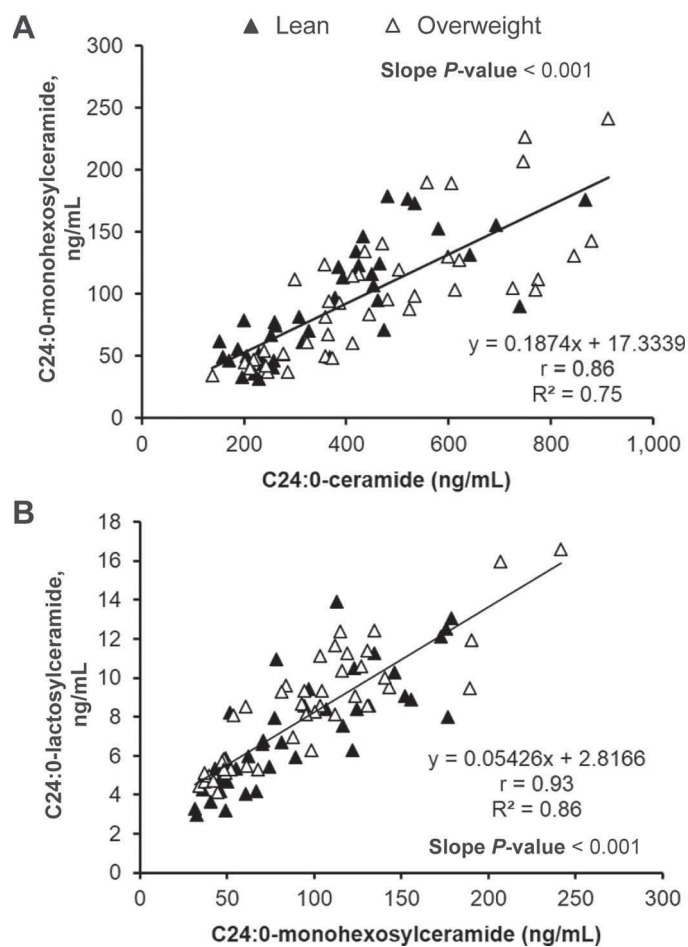 A
▲ Lean △ Overweight
Slope P-value < 0.001
C24:0-monohexosylceramide,
ng/mL
300
250
200
150
100
50
0
y = 0.1874x + 17.3339
r = 0.86
R² = 0.75
0 200 400 600 800 1,000
C24:0-ceramide (ng/mL)
B
C24:0-lactosylceramide,
ng/mL
18
16
14
12
10
8
6
4
2
0
y = 0.05426x + 2.8166
r = 0.93
R² = 0.86
Slope P-value < 0.001
0 50 100 150 200 250 300
C24:0-monohexosylceramide (ng/mL)